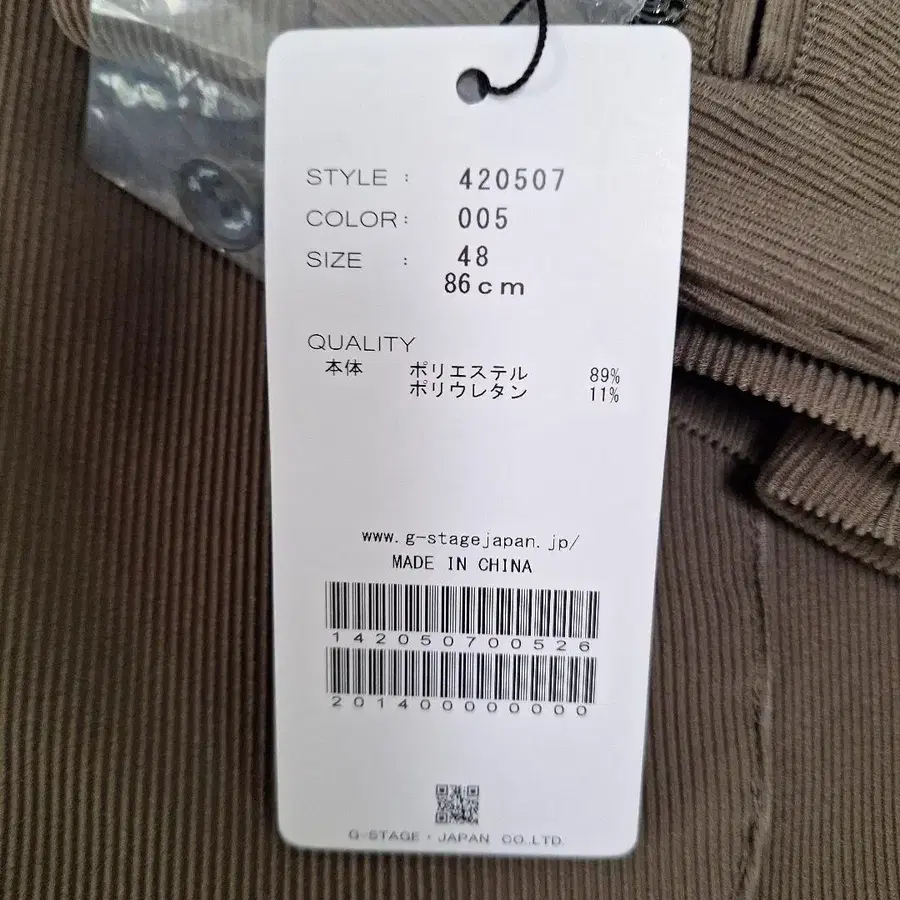 STYLE : 420507
COLOR: 005
SIZE : 48
86cm
QUALITY
本体 ポリエステル 89%
ポリウレタン 11%
www.g-stagejapan.jp/
MADE IN CHINA
142050700526
2014000000000
G-STAGE・JAPAN CO.,LTD.